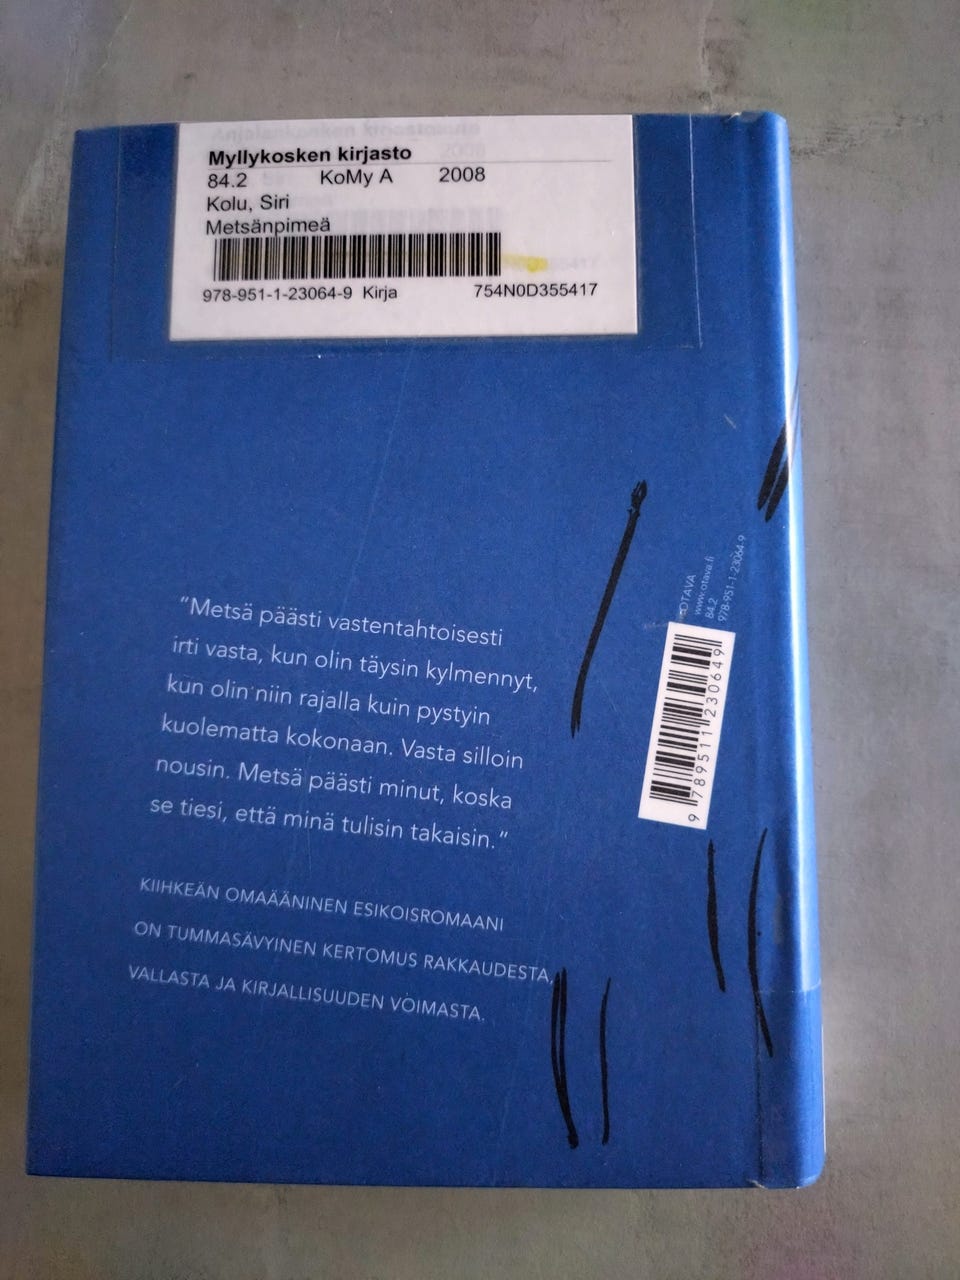 Myllykosken kirjasto
84.2 KoMy A 2008
Kolu, Siri
Metsänpimeä
978-951-1-23064-9 Kirja 754N0D355417
"Metsä päästi vastentahtoisesti
irti vasta, kun olin täysin kylmennyt,
kun olin niin rajalla kuin pystyin
kuolematta kokonaan. Vasta silloin
nousin. Metsä päästi minut, koska
se tiesi, että minä tulisin takaisin."
KIIHKEÄN OMAÄÄNINEN ESIKOISROMAANI
ON TUMMASÄVYINEN KERTOMUS RAKKAUDESTA,
VALLASTA JA KIRJALLISUUDEN VOIMASTA.
OTAVA
www.otava.fi
84.2
978-951-1-23064-9
9 789511 230649